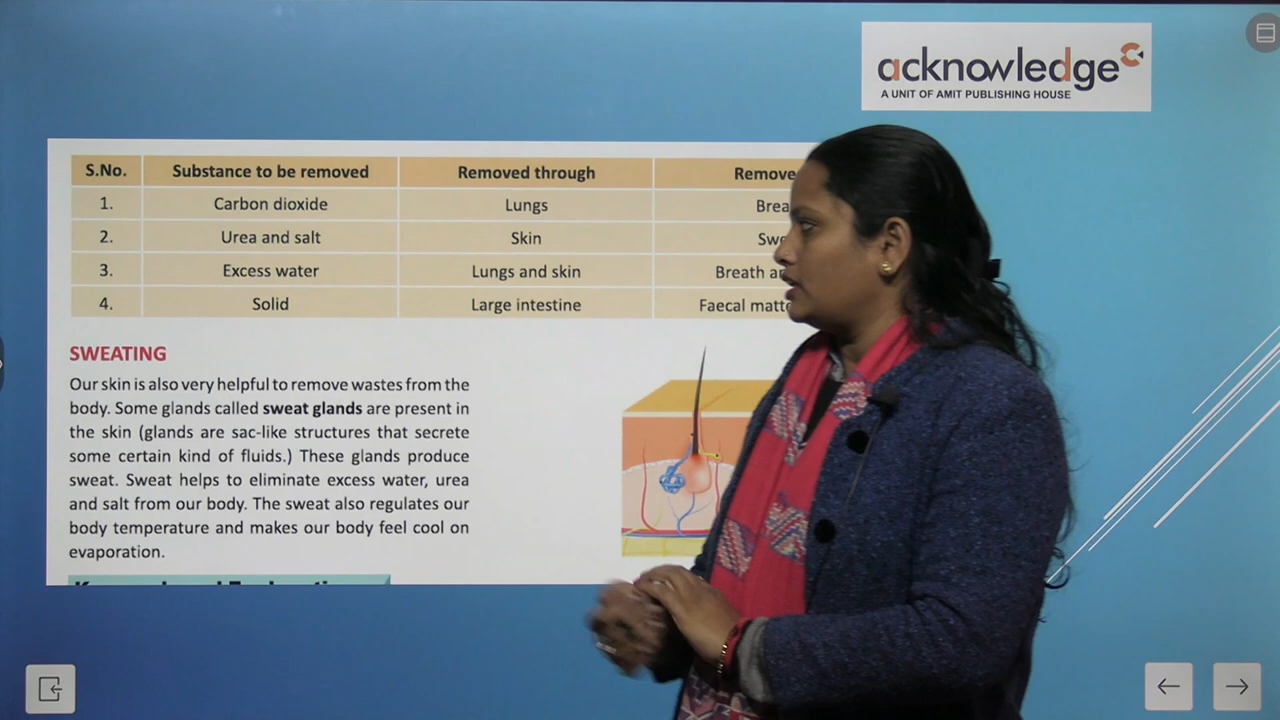 acknowledge
A UNIT OF AMIT PUBLISHING HOUSE
S.No. Substance to be removed Removed through
1. Carbon dioxide Lungs
2. Urea and salt Skin
3. Excess water Lungs and skin Breath
4. Solid Large intestine Faecal
SWEATING
Our skin is also very helpful to remove wastes from the
body. Some glands called sweat glands are present in
the skin (glands are sac-like structures that secrete
some certain kind of fluids.) These glands produce
sweat. Sweat helps to eliminate excess water, urea
and salt from our body. The sweat also regulates our
body temperature and makes our body feel cool on
evaporation.